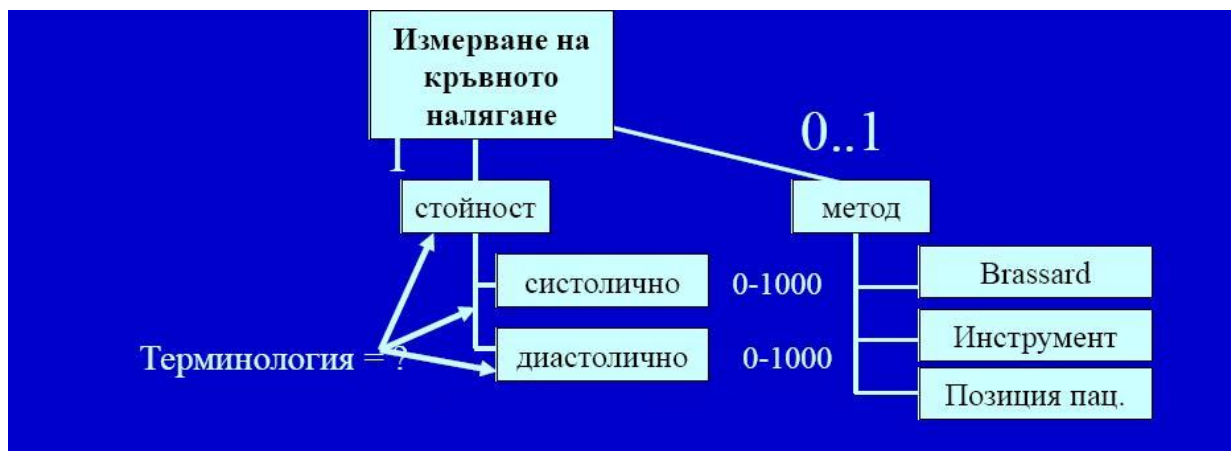 Измерване на
кръвното
налягане
1
0..1
стойност
метод
систолично
0-1000
Brassard
Инструмент
диастолично
0-1000
Терминология = ?
Позиция пац.